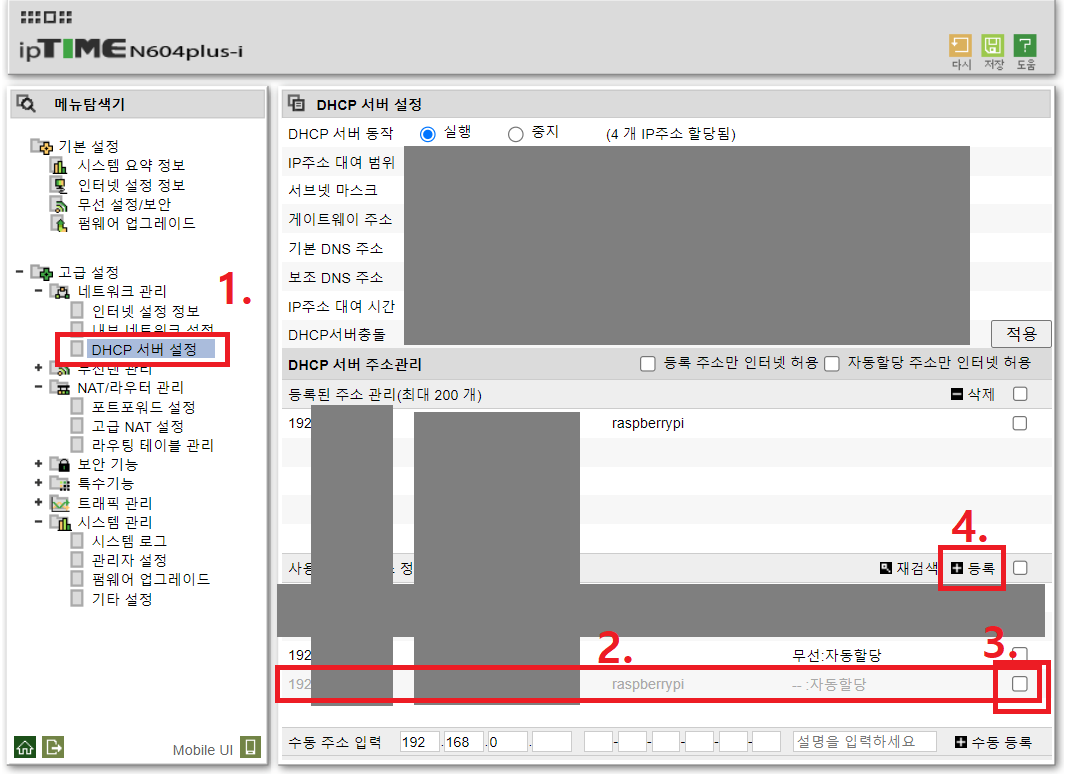 ipTIME N604plus-i
다시 저장 도움
메뉴탐색기
기본 설정
시스템 요약 정보
인터넷 설정 정보
무선 설정/보안
펌웨어 업그레이드
고급 설정
네트워크 관리
1.
인터넷 설정 정보
내부 네트워크 설정
DHCP 서버 설정
무선랜 관리
NAT/라우터 관리
포트포워드 설정
고급 NAT 설정
라우팅 테이블 관리
보안 기능
특수기능
트래픽 관리
시스템 관리
시스템 로그
관리자 설정
펌웨어 업그레이드
기타 설정
Mobile UI
DHCP 서버 설정
DHCP 서버 동작 실행 중지 (4 개 IP주소 할당됨)
IP주소 대여 범위
서브넷 마스크
게이트웨이 주소
기본 DNS 주소
보조 DNS 주소
IP주소 대여 시간
DHCP서버충돌
적용
DHCP 서버 주소관리 등록 주소만 인터넷 허용 자동할당 주소만 인터넷 허용
등록된 주소 관리(최대 200 개) 삭제
192 raspberrypi
4.
사용 정 재검색 등록
2. 3.
192 무선:자동할당
192 raspberrypi -- :자동할당
수동 주소 입력 192 .168 .0 . - - - - - 설명을 입력하세요 수동 등록